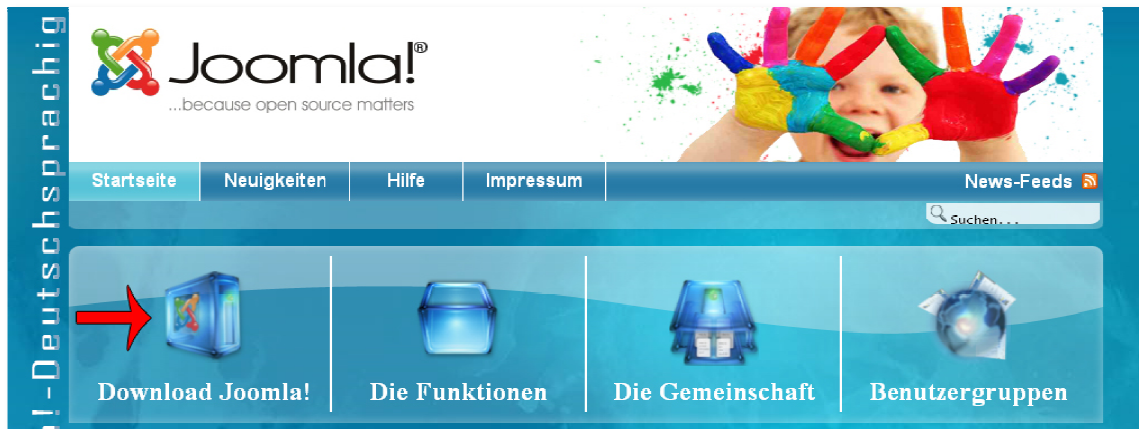 !-Deutschsprachig
Joomla!®
...because open source matters
Startseite
Neuigkeiten
Hilfe
Impressum
News-Feeds
Suchen...
Download Joomla!
Die Funktionen
Die Gemeinschaft
Benutzergruppen